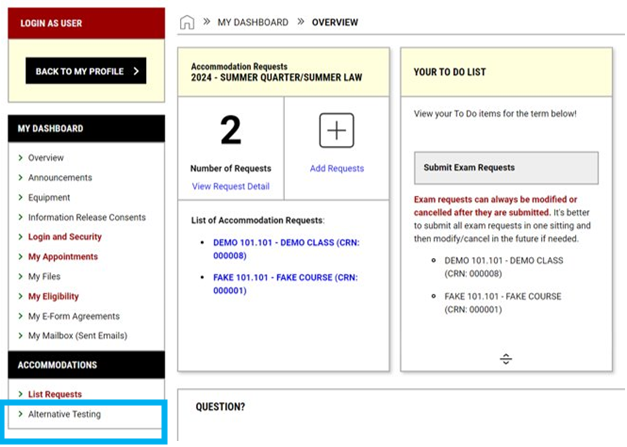 LOGIN AS USER
BACK TO MY PROFILE
MY DASHBOARD
Overview
Announcements
Equipment
Information Release Consents
Login and Security
My Appointments
My Files
My Eligibility
My E-Form Agreements
My Mailbox (Sent Emails)
ACCOMMODATIONS
List Requests
Alternative Testing
MY DASHBOARD » OVERVIEW
Accommodation Requests
2024 - SUMMER QUARTER/SUMMER LAW
2
Number of Requests
View Request Detail
Add Requests
List of Accommodation Requests:
DEMO 101.101 - DEMO CLASS (CRN:
000008)
FAKE 101.101 - FAKE COURSE (CRN:
000001)
YOUR TO DO LIST
View your To Do items for the term below!
Submit Exam Requests
Exam requests can always be modified or
cancelled after they are submitted. It's better
to submit all exam requests in one sitting and
then modify/cancel in the future if needed.
DEMO 101.101 - DEMO CLASS
(CRN: 000008)
FAKE 101.101 - FAKE COURSE
(CRN: 000001)
QUESTION?